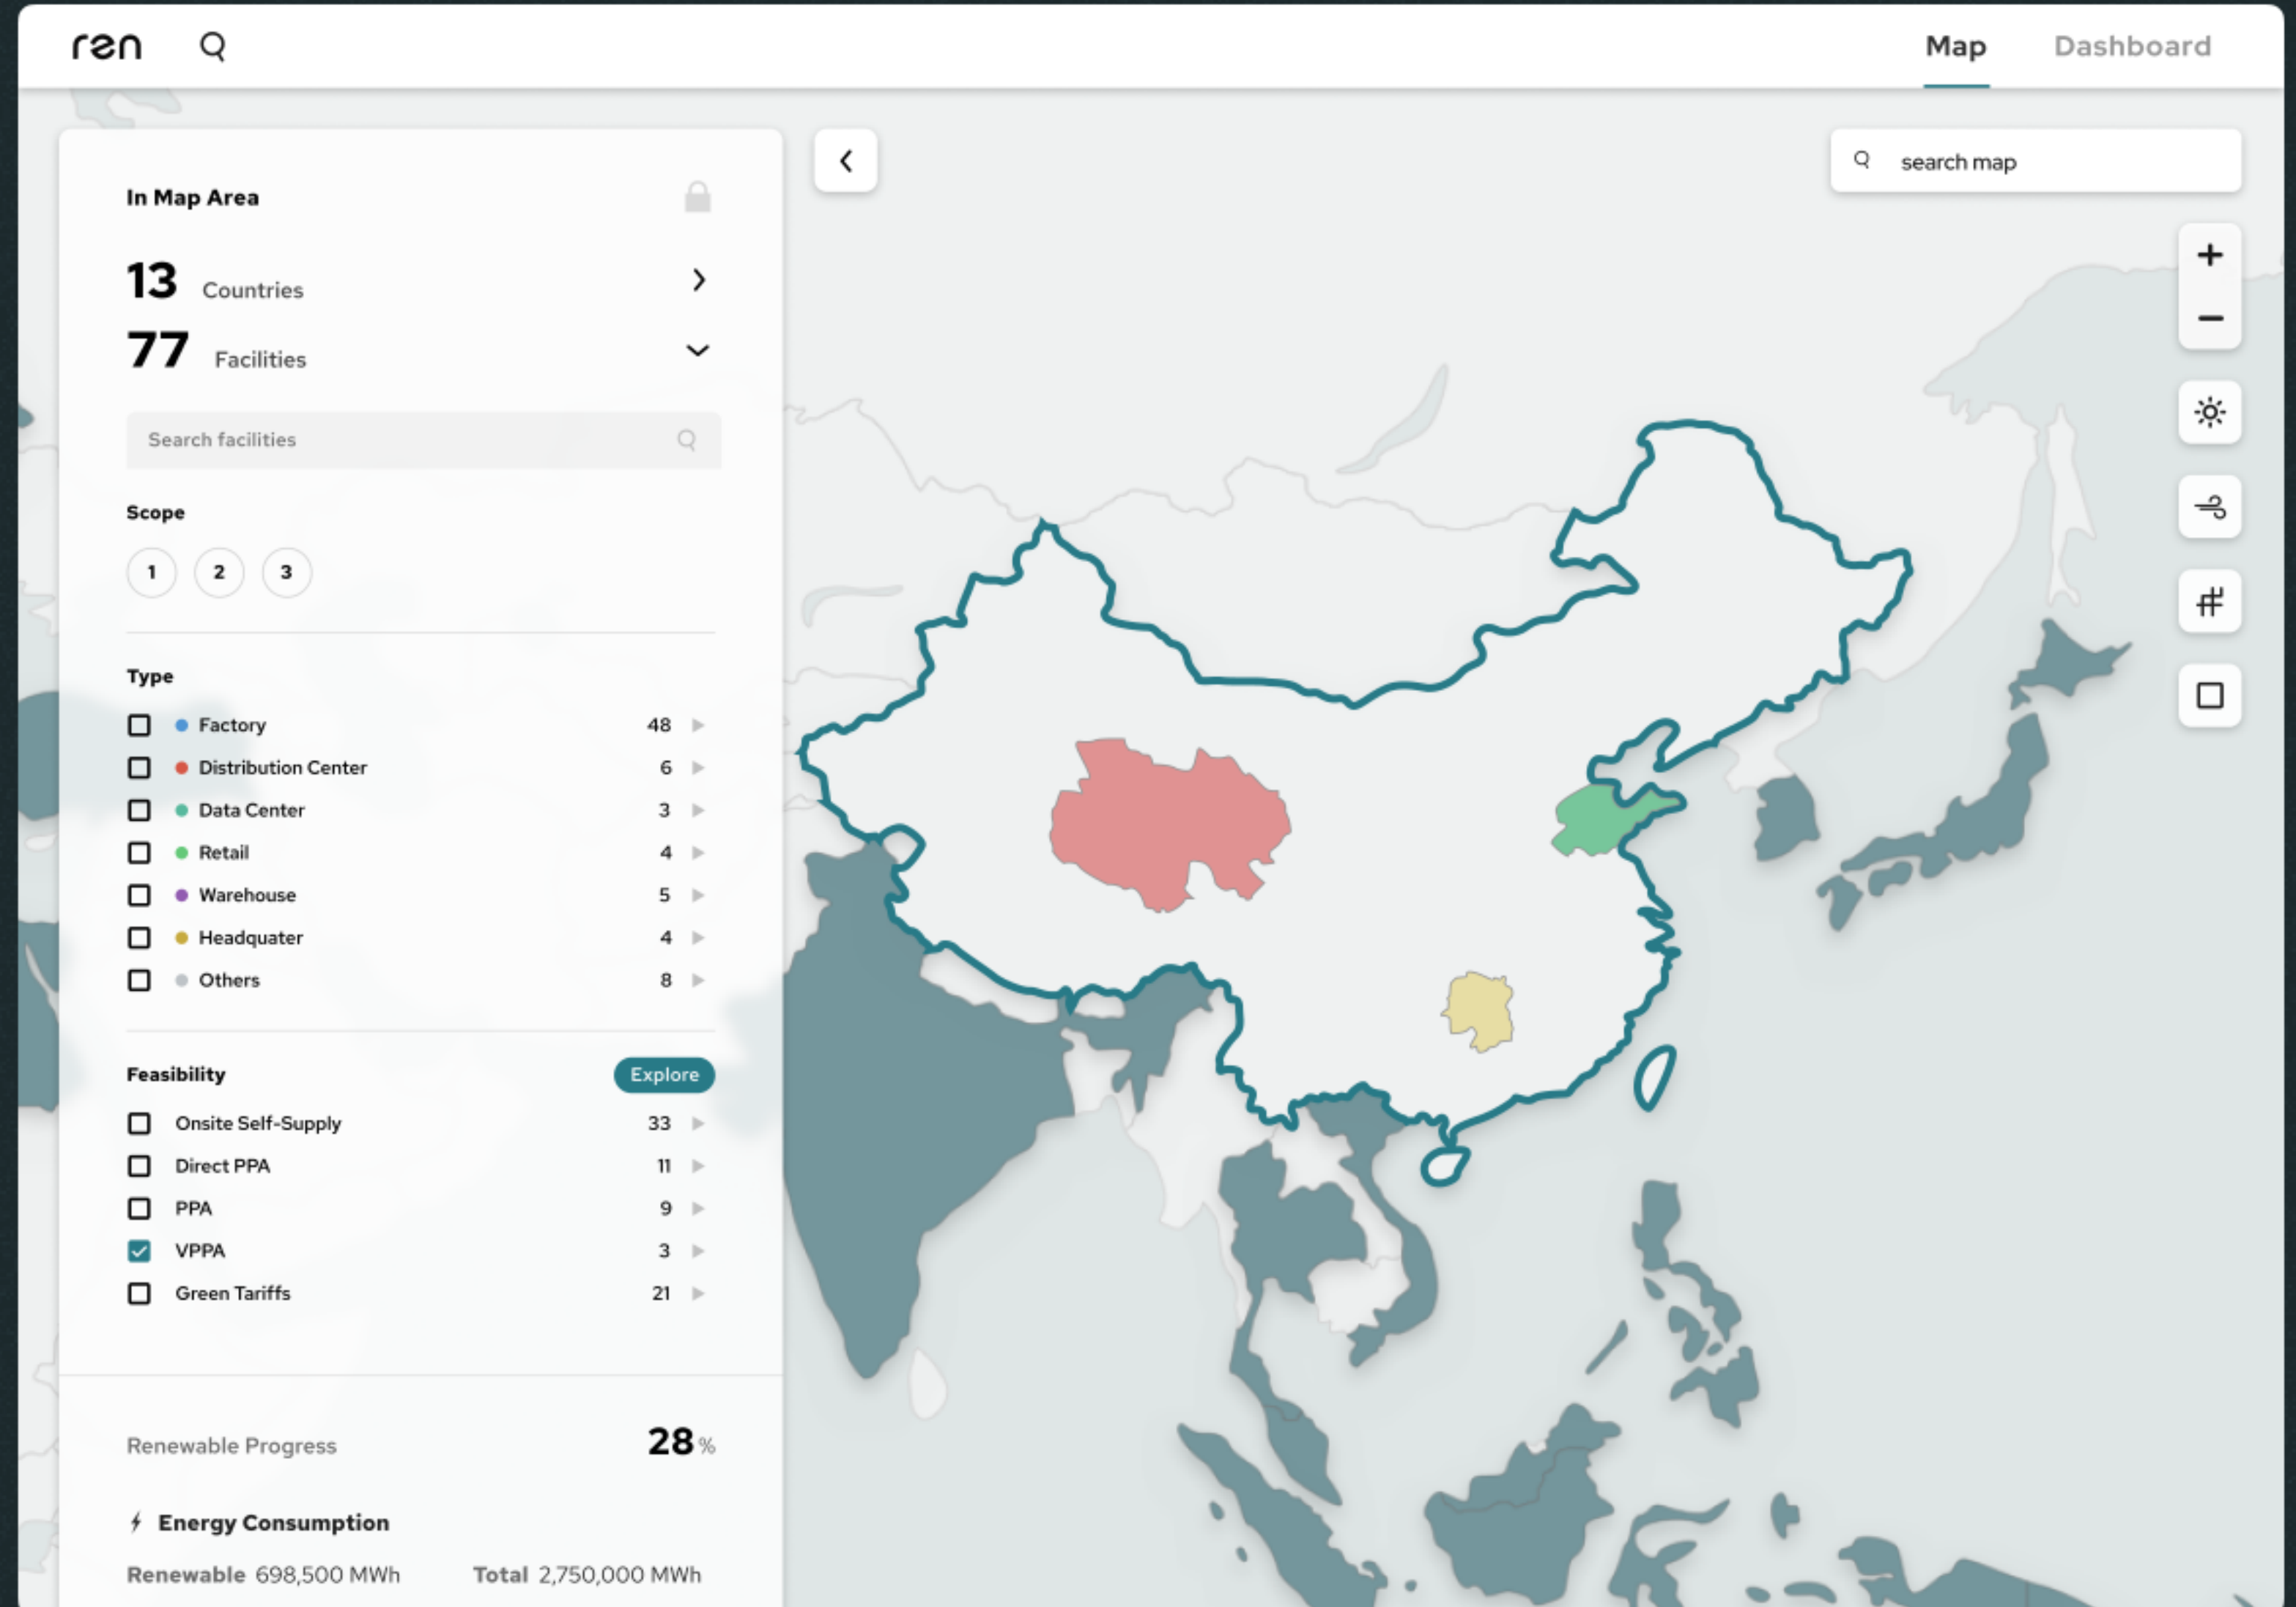 ren
Map
Dashboard
search map
In Map Area
13 Countries
77 Facilities
Search facilities
Scope
1 2 3
Type
Factory 48
Distribution Center 6
Data Center 3
Retail 4
Warehouse 5
Headquater 4
Others 8
Feasibility Explore
Onsite Self-Supply 33
Direct PPA 11
PPA 9
VPPA 3
Green Tariffs 21
Renewable Progress 28 %
Energy Consumption
Renewable 698,500 MWh Total 2,750,000 MWh